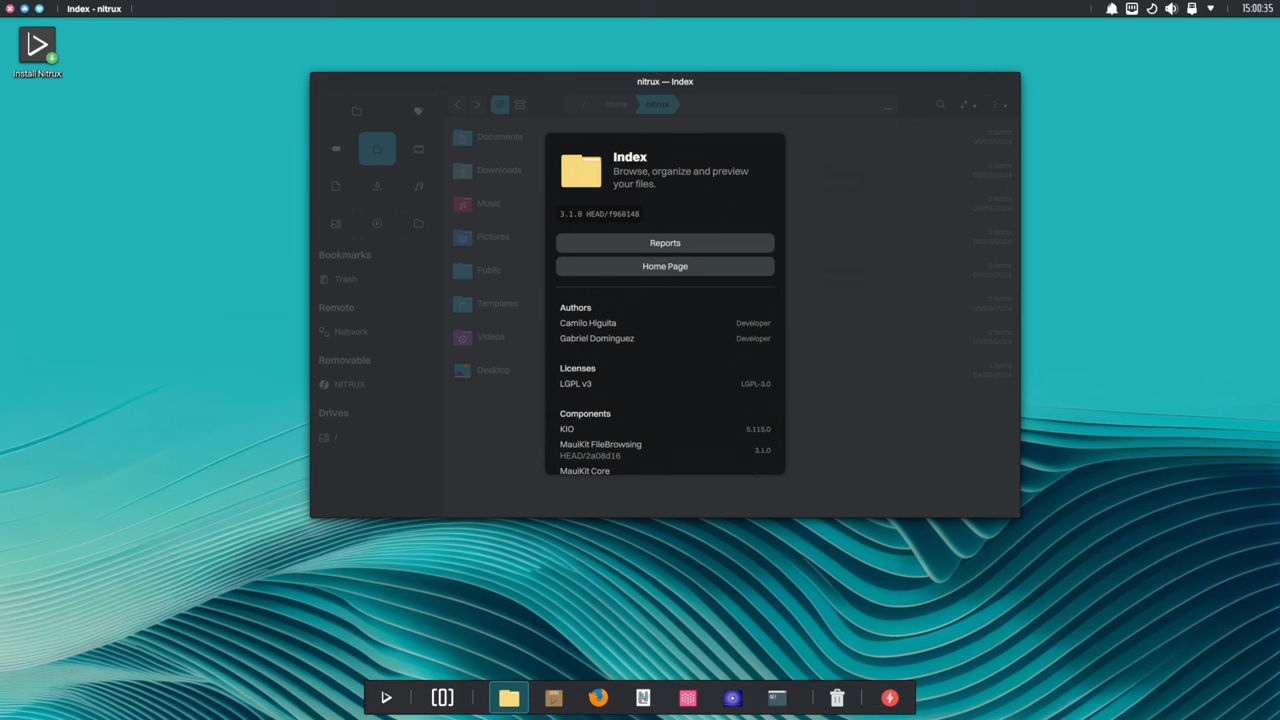 Index - nitrux
15:00:35
Install Nitrux
nitrux — Index
/ home nitrux
Documents
Downloads
Music
Pictures
Public
Templates
Videos
Desktop
Bookmarks
Trash
Remote
Network
Removable
NITRUX
Drives
/
Index
Browse, organize and preview
your files.
3.1.0 HEAD/f960148
Reports
Home Page
Authors
Camilo Higuita Developer
Gabriel Dominguez Developer
Licenses
LGPL v3 LGPL-3.0
Components
KIO 5.115.0
MauiKit FileBrowsing
HEAD/2a08d16 3.1.0
MauiKit Core